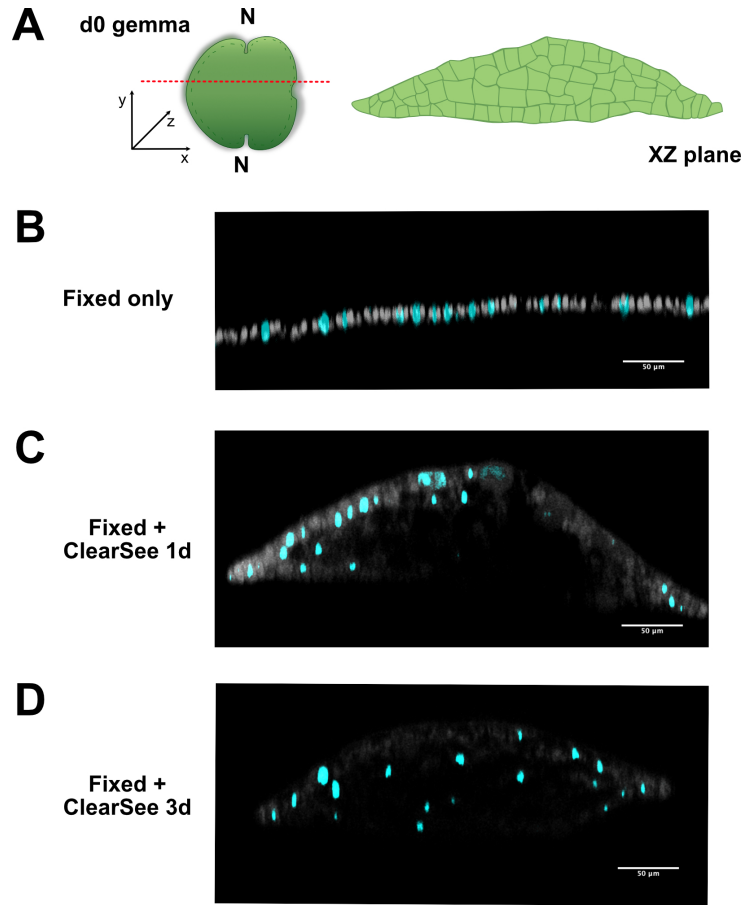 A
d0 gemma
N
y
z
x
N
XZ plane
B
Fixed only
50 µm
C
Fixed +
ClearSee 1d
50 µm
D
Fixed +
ClearSee 3d
50 µm